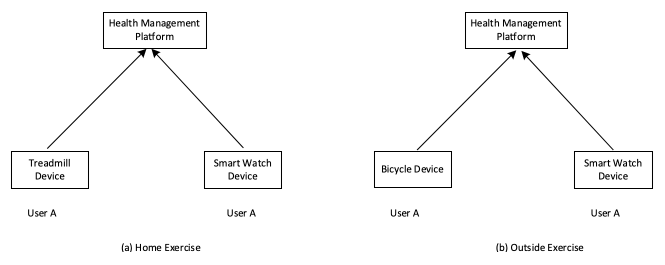 Health Management
Platform
Treadmill
Device
Smart Watch
Device
User A
User A
(a) Home Exercise
Health Management
Platform
Bicycle Device
Smart Watch
Device
User A
User A
(b) Outside Exercise